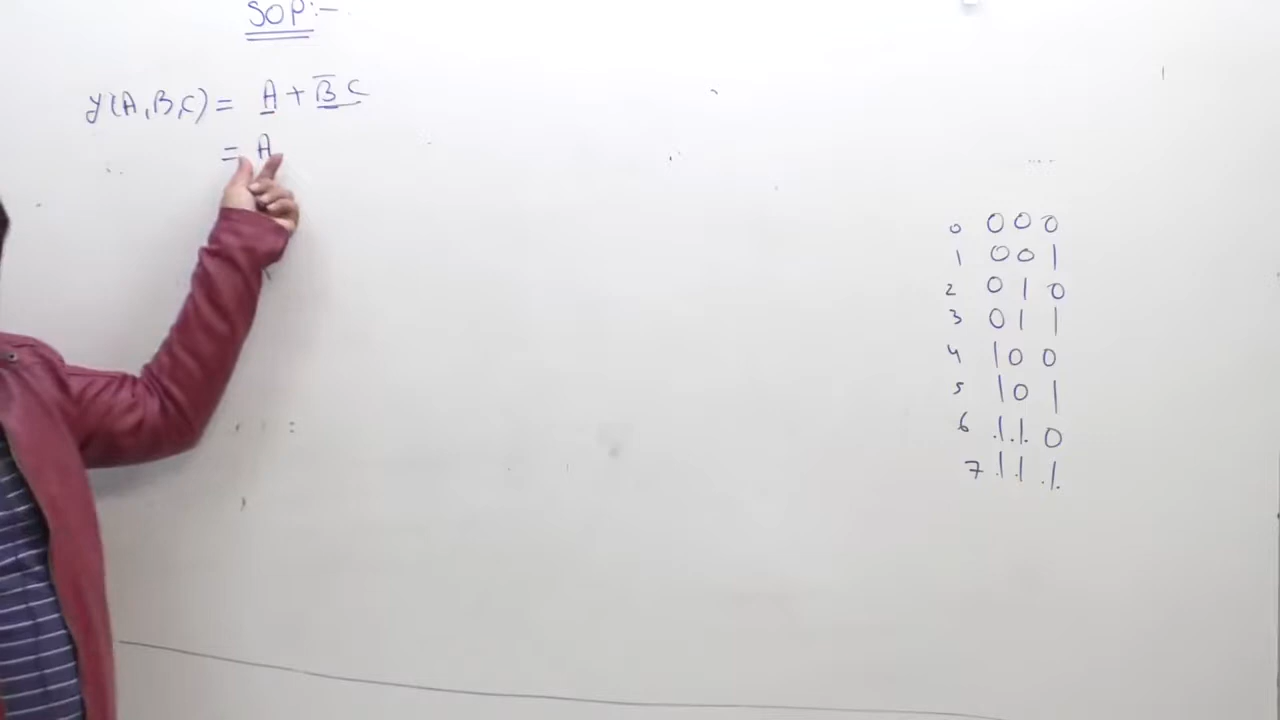 SOP:-
y(A,B,C) = A + B̅ C
= A
0 0 0 0
1 0 0 1
2 0 1 0
3 0 1 1
4 1 0 0
5 1 0 1
6 1 1 0
7 1 1 1